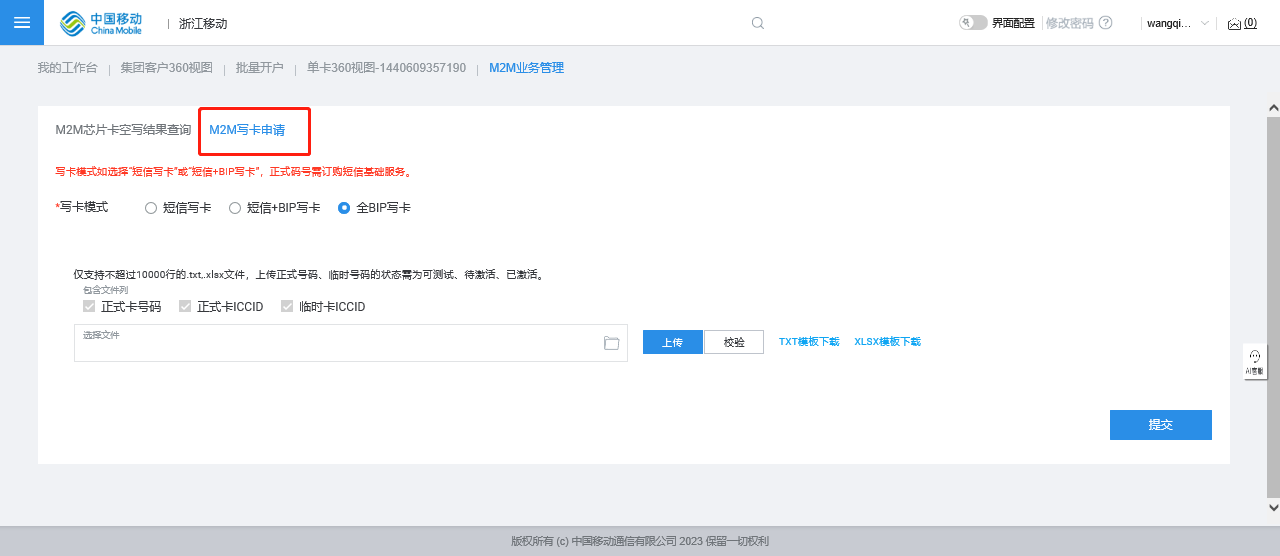 中国移动 China Mobile | 浙江移动 界面配置 修改密码 ? wangqi... (0)
我的工作台 | 集团客户360视图 | 批量开户 | 单卡360视图-1440609357190 | M2M业务管理
M2M芯片卡空写结果查询 M2M写卡申请
写卡模式如选择"短信写卡"或"短信+BIP写卡"，正式码号需订购短信基础服务。
*写卡模式 短信写卡 短信+BIP写卡 全BIP写卡
仅支持不超过10000行的.txt,.xlsx文件，上传正式号码、临时号码的状态需为可测试、待激活、已激活。
包含文件列
正式卡号码 正式卡ICCID 临时卡ICCID
选择文件
上传 校验 TXT模板下载 XLSX模板下载
AI客服
提交
版权所有 (c) 中国移动通信有限公司 2023 保留一切权利